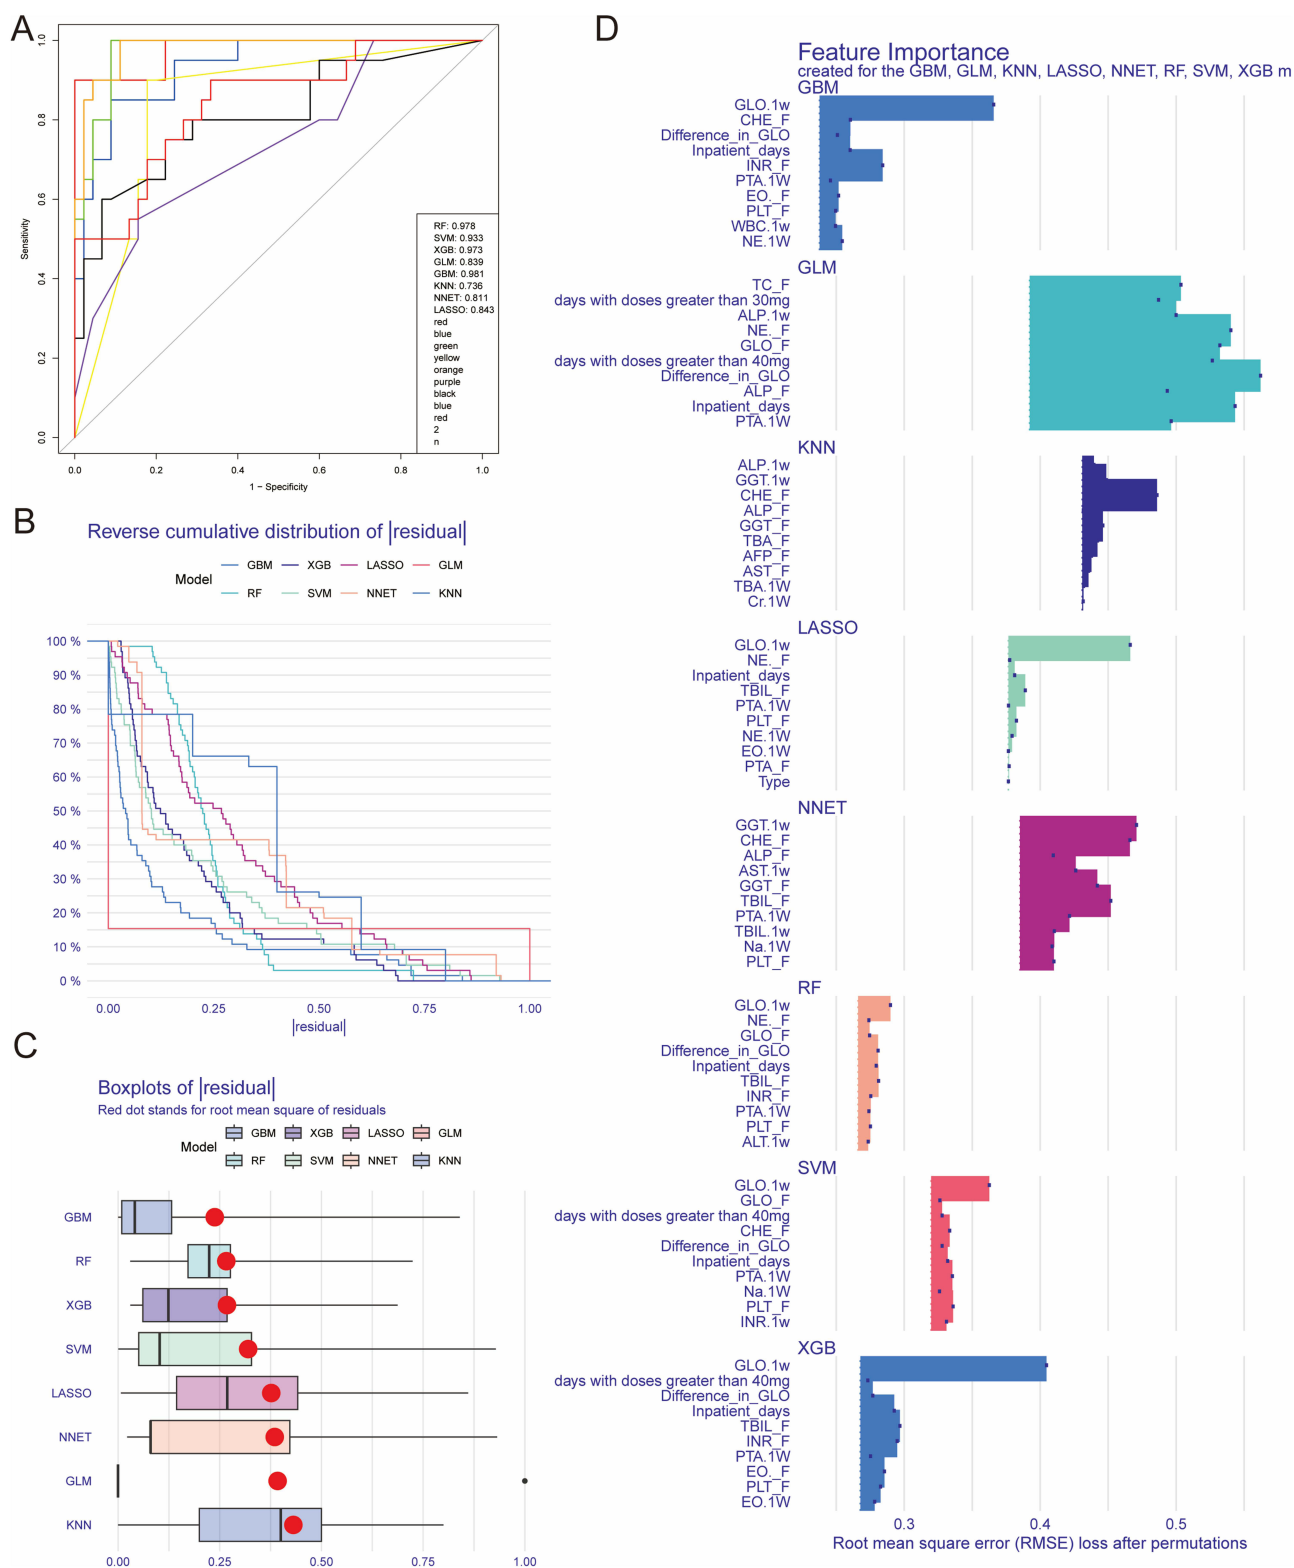 A
1.0
0.8
0.6
0.4
0.2
0.0
Sensitivity
0.0
0.2
0.4
0.6
0.8
1.0
1 − Specificity
RF: 0.978
SVM: 0.933
XGB: 0.973
GLM: 0.839
GBM: 0.981
KNN: 0.736
NNET: 0.811
LASSO: 0.843
red
blue
green
yellow
orange
purple
black
blue
red
2
n
B
Reverse cumulative distribution of |residual|
Model
GBM XGB LASSO GLM
RF SVM NNET KNN
100 %
90 %
80 %
70 %
60 %
50 %
40 %
30 %
20 %
10 %
0 %
0.00 0.25 0.50 0.75 1.00
|residual|
C
Boxplots of |residual|
Red dot stands for root mean square of residuals
Model
GBM XGB LASSO GLM
RF SVM NNET KNN
GBM
RF
XGB
SVM
LASSO
NNET
GLM
KNN
0.00 0.25 0.50 0.75 1.00
D
Feature Importance
created for the GBM, GLM, KNN, LASSO, NNET, RF, SVM, XGB m
GBM
GLO.1w
CHE_F
Difference_in_GLO
Inpatient_days
INR_F
PTA.1W
EO._F
PLT_F
WBC.1w
NE.1W
GLM
TC_F
days with doses greater than 30mg
ALP.1w
NE._F
GLO_F
days with doses greater than 40mg
Difference_in_GLO
ALP_F
Inpatient_days
PTA.1W
KNN
ALP.1w
GGT.1w
CHE_F
ALP_F
GGT_F
TBA_F
AFP_F
AST_F
TBA.1W
Cr.1W
LASSO
GLO.1w
NE._F
Inpatient_days
TBIL_F
PTA.1W
PLT_F
NE.1W
EO.1W
PTA_F
Type
NNET
GGT.1w
CHE_F
ALP_F
AST.1w
GGT_F
TBIL_F
PTA.1W
TBIL.1w
Na.1W
PLT_F
RF
GLO.1w
NE._F
GLO_F
Difference_in_GLO
Inpatient_days
TBIL_F
INR_F
PTA.1W
PLT_F
ALT.1w
SVM
GLO.1w
GLO_F
days with doses greater than 40mg
CHE_F
Difference_in_GLO
Inpatient_days
PTA.1W
Na.1W
PLT_F
INR.1w
XGB
GLO.1w
days with doses greater than 40mg
Difference_in_GLO
Inpatient_days
TBIL_F
INR_F
PTA.1W
EO._F
PLT_F
EO.1W
0.3 0.4 0.5
Root mean square error (RMSE) loss after permutations